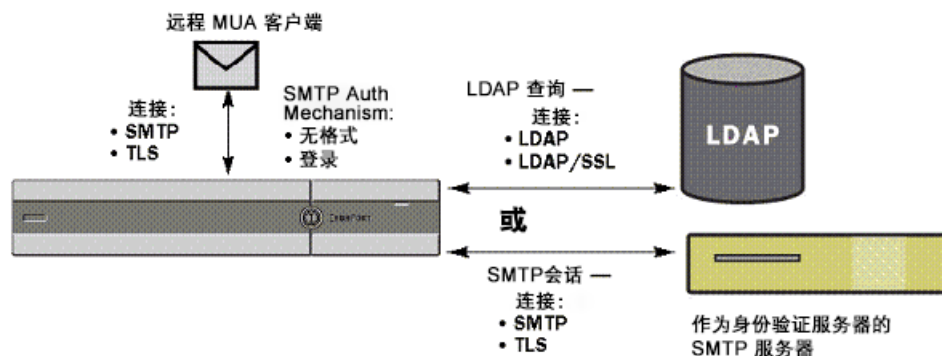 远程 MUA 客户端
连接：
• SMTP
• TLS
SMTP Auth
Mechanism:
• 无格式
• 登录
LDAP 查询 —
连接：
• LDAP
• LDAP/SSL
LDAP
或
SMTP会话 —
连接：
• SMTP
• TLS
作为身份验证服务器的
SMTP 服务器